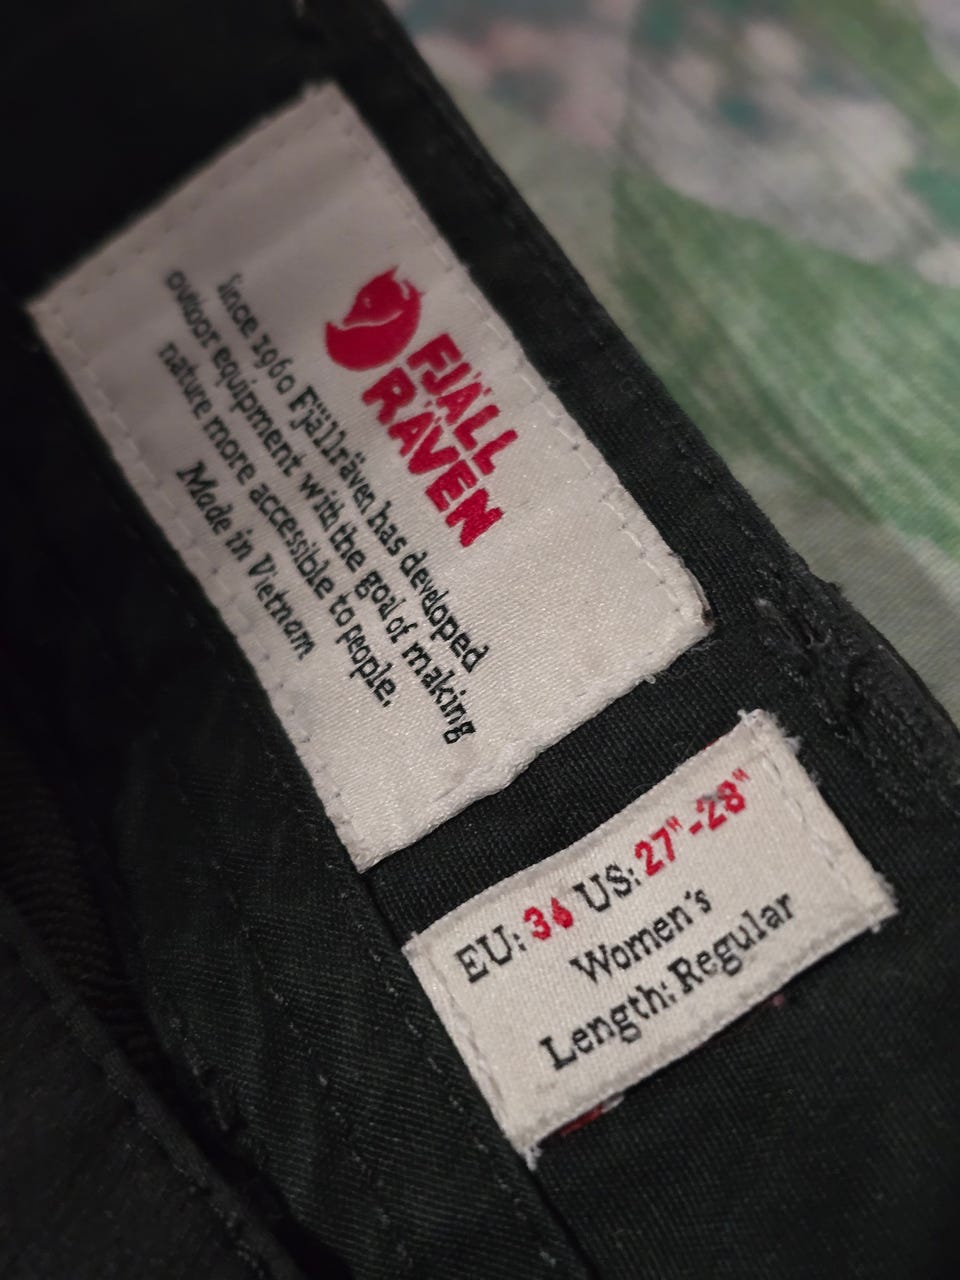 FJÄLL
RÄVEN
Since 1960 Fjällräven has developed
outdoor equipment with the goal of making
nature more accessible to people.
Made in Vietnam
EU: 36 US: 27"-28"
Women's
Length: Regular